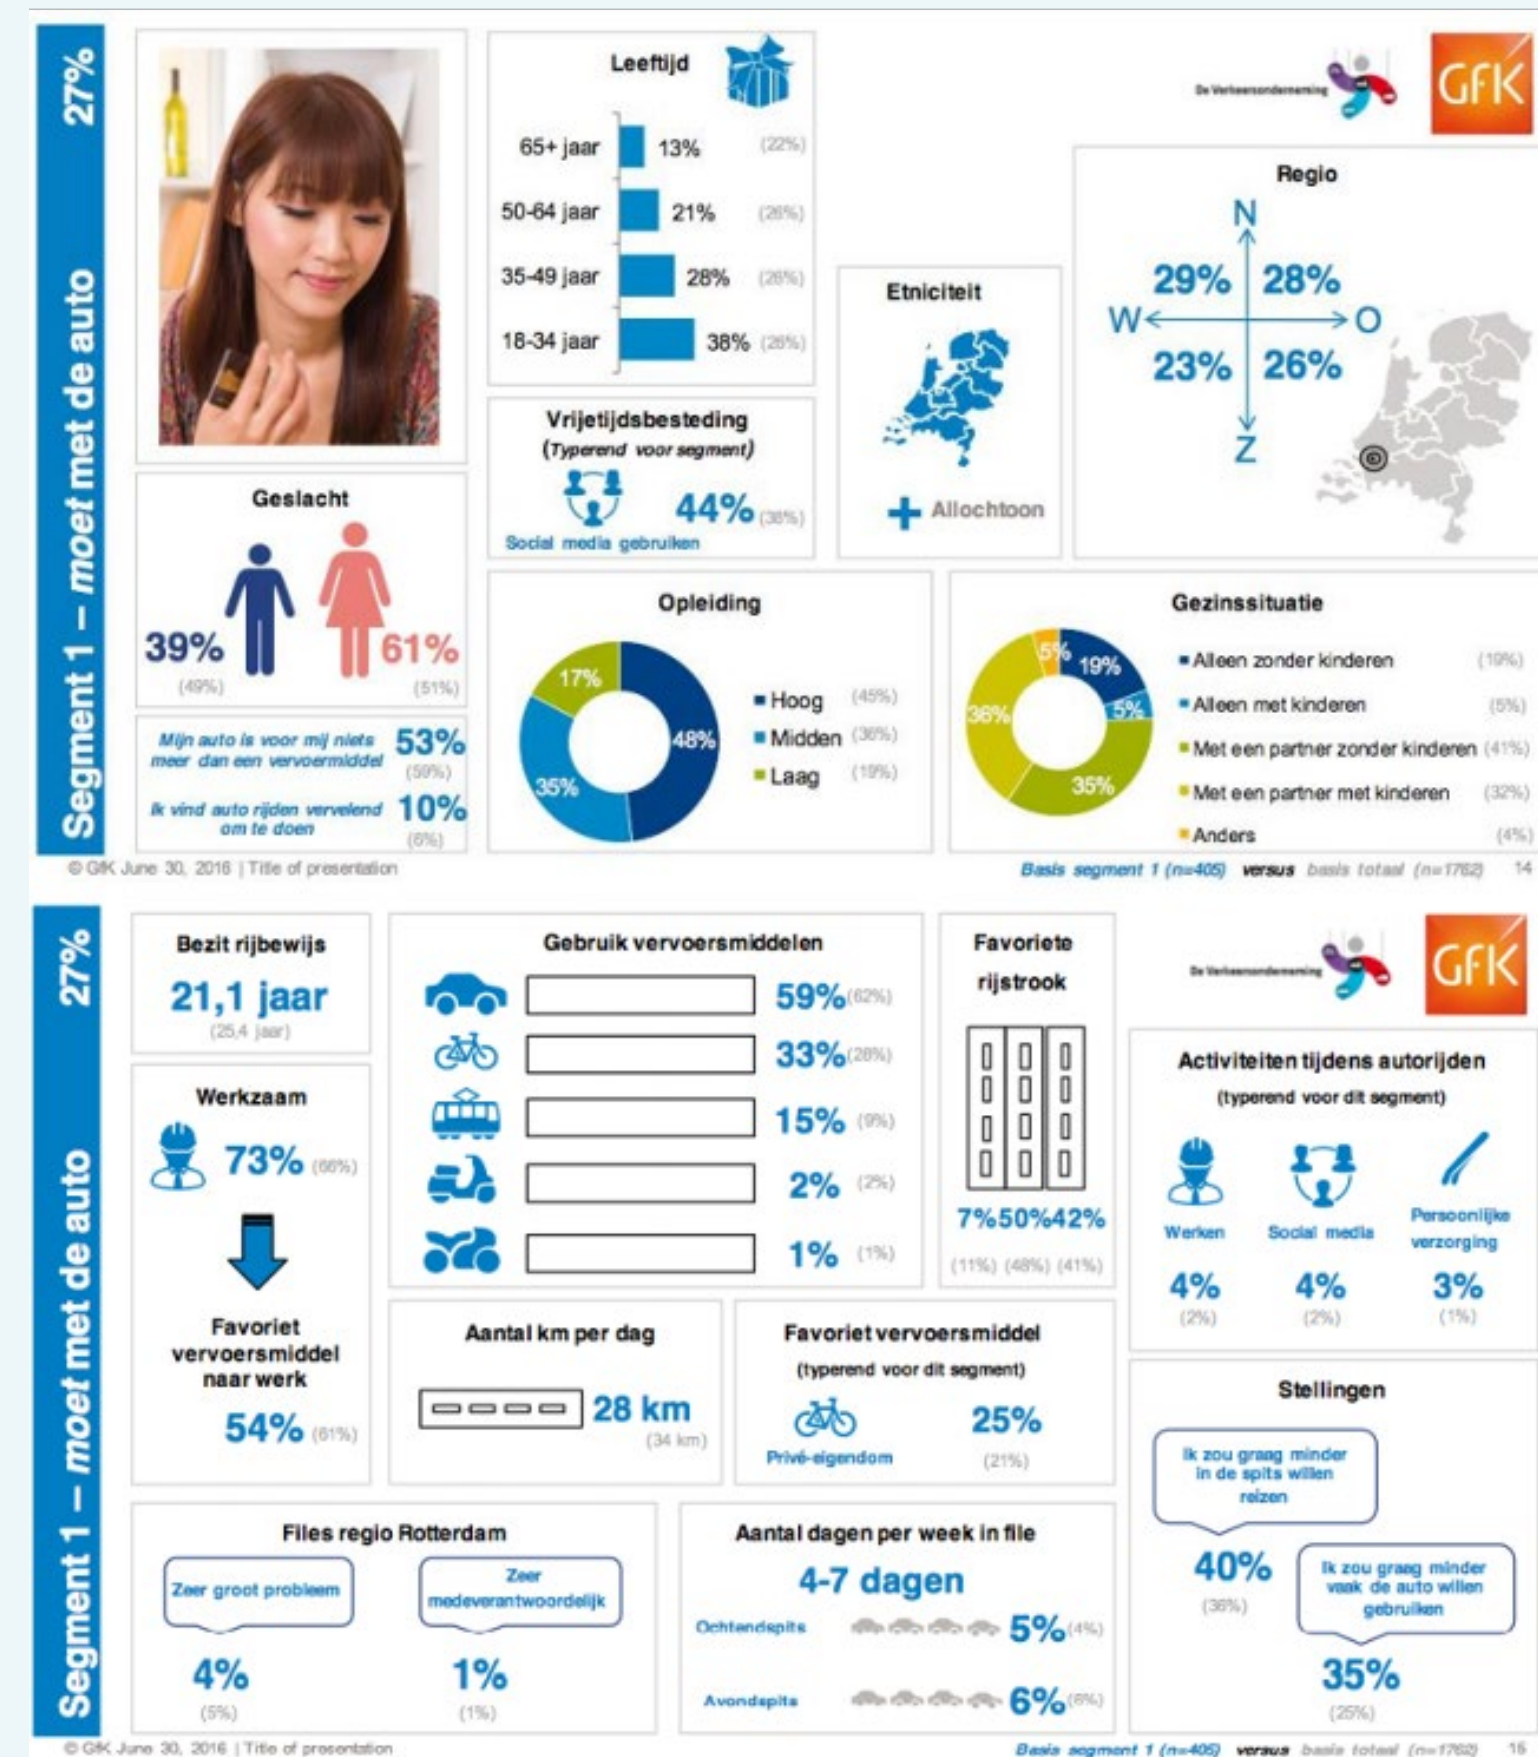 Segment 1 – moet met de auto 27%
Leeftijd
65+ jaar 13% (22%)
50-64 jaar 21% (26%)
35-49 jaar 28% (26%)
18-34 jaar 38% (26%)
De Verkeersonderneming
GfK
Regio
N
29% 28%
W O
23% 26%
Z
Etniciteit
+ Allochtoon
Vrijetijdsbesteding
(Typerend voor segment)
44% (38%)
Social media gebruiken
Geslacht
39% 61%
(49%) (51%)
Mijn auto is voor mij niets
meer dan een vervoermiddel
53%
(59%)
Ik vind auto rijden vervelend
om te doen
10%
(6%)
Opleiding
17%
48%
35%
Hoog (45%)
Midden (36%)
Laag (19%)
Gezinssituatie
5%
19%
5%
36%
35%
Alleen zonder kinderen (19%)
Alleen met kinderen (5%)
Met een partner zonder kinderen (41%)
Met een partner met kinderen (32%)
Anders (4%)
© GfK June 30, 2016 | Title of presentation
Basis segment 1 (n=405) versus basis totaal (n=1762) 14
Segment 1 – moet met de auto 27%
Bezit rijbewijs
21,1 jaar
(25,4 jaar)
Werkzaam
73% (66%)
Favoriet
vervoersmiddel
naar werk
54% (61%)
Gebruik vervoersmiddelen
59% (62%)
33% (28%)
15% (9%)
2% (2%)
1% (1%)
Favoriete
rijstrook
7% 50% 42%
(11%) (48%) (41%)
De Verkeersonderneming
GfK
Activiteiten tijdens autorijden
(typerend voor dit segment)
Werken Social media Persoonlijke
verzorging
4% 4% 3%
(2%) (2%) (1%)
Aantal km per dag
28 km
(34 km)
Favoriet vervoersmiddel
(typerend voor dit segment)
25%
Privé-eigendom (21%)
Stellingen
Ik zou graag minder
in de spits willen
reizen
40%
(36%)
Ik zou graag minder
vaak de auto willen
gebruiken
35%
(25%)
Files regio Rotterdam
Zeer groot probleem
4%
(5%)
Zeer
medeverantwoordelijk
1%
(1%)
Aantal dagen per week in file
4-7 dagen
Ochtendspits 5% (4%)
Avondspits 6% (6%)
© GfK June 30, 2016 | Title of presentation
Basis segment 1 (n=405) versus basis totaal (n=1762) 15